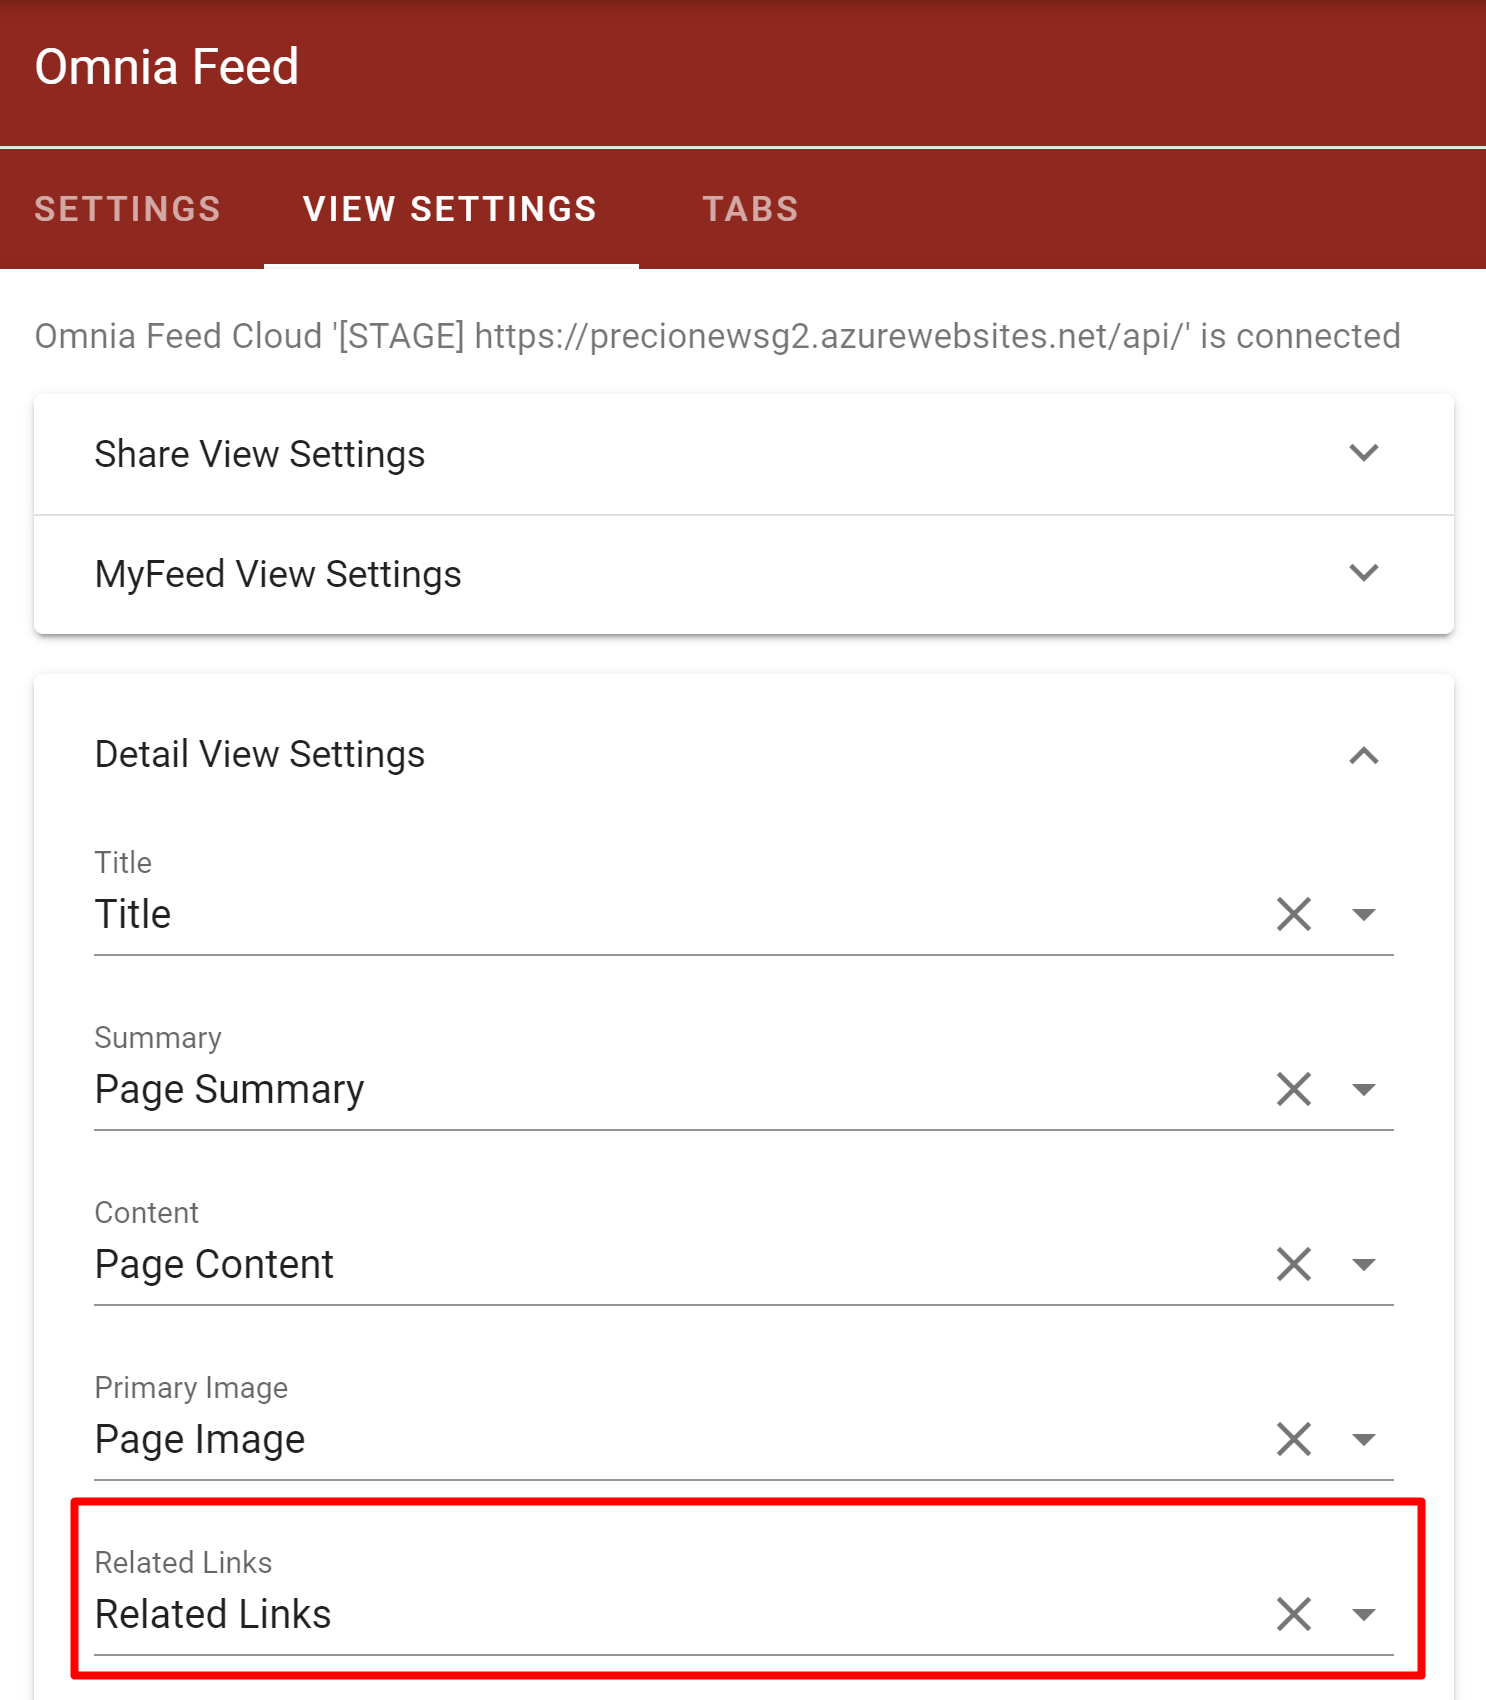 Omnia Feed
SETTINGS VIEW SETTINGS TABS
Omnia Feed Cloud '[STAGE] https://precionewsg2.azurewebsites.net/api/' is connected
Share View Settings
MyFeed View Settings
Detail View Settings
Title
Title
Summary
Page Summary
Content
Page Content
Primary Image
Page Image
Related Links
Related Links